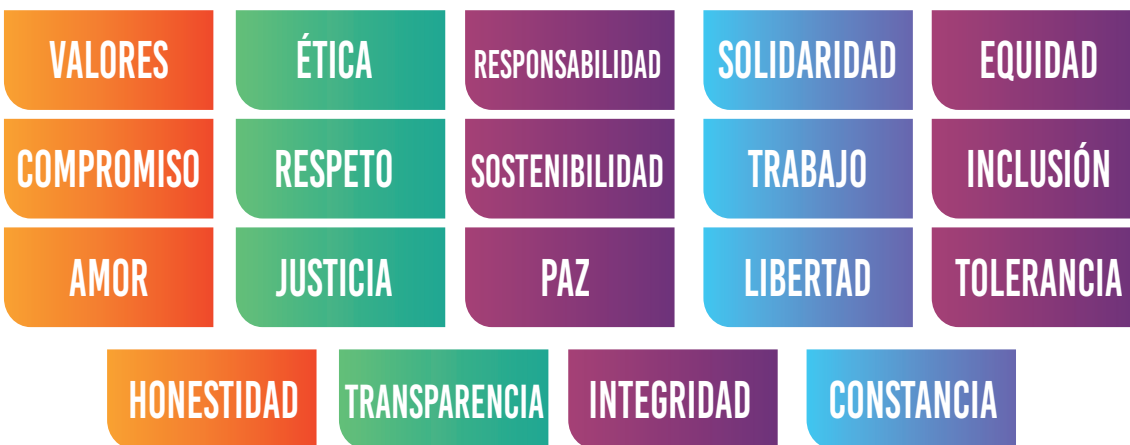 VALORES
ÉTICA
RESPONSABILIDAD
SOLIDARIDAD
EQUIDAD
COMPROMISO
RESPETO
SOSTENIBILIDAD
TRABAJO
INCLUSIÓN
AMOR
JUSTICIA
PAZ
LIBERTAD
TOLERANCIA
HONESTIDAD
TRANSPARENCIA
INTEGRIDAD
CONSTANCIA